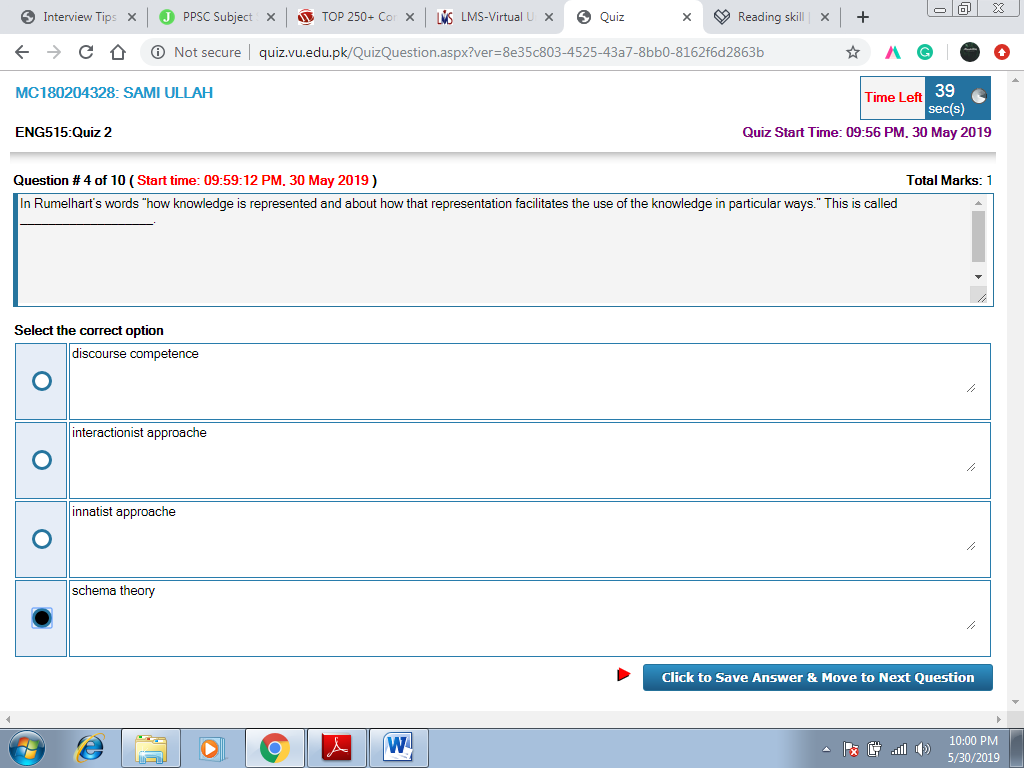 Interview Tips
PPSC Subject
TOP 250+ Cor
LMS-Virtual U
Quiz
Reading skill
Not secure
quiz.vu.edu.pk/QuizQuestion.aspx?ver=8e35c803-4525-43a7-8bb0-8162f6d2863b
MC180204328: SAMI ULLAH
Time Left 39 sec(s)
ENG515:Quiz 2
Quiz Start Time: 09:56 PM, 30 May 2019
Question # 4 of 10 ( Start time: 09:59:12 PM, 30 May 2019 )
Total Marks: 1
In Rumelhart's words "how knowledge is represented and about how that representation facilitates the use of the knowledge in particular ways." This is called
____________________.
Select the correct option
discourse competence
interactionist approache
innatist approache
schema theory
Click to Save Answer & Move to Next Question
10:00 PM
5/30/2019